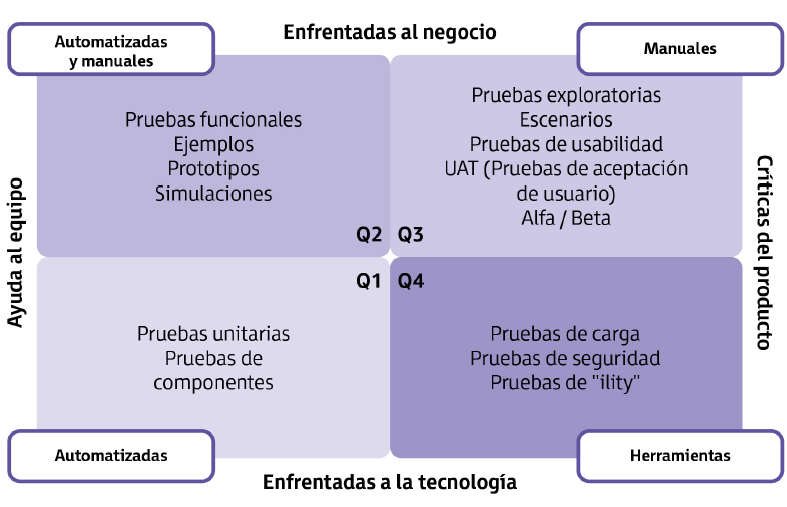 Enfrentadas al negocio
Automatizadas
y manuales
Manuales
Pruebas funcionales
Ejemplos
Prototipos
Simulaciones
Q2
Pruebas exploratorias
Escenarios
Pruebas de usabilidad
UAT (Pruebas de aceptación
de usuario)
Alfa / Beta
Q3
Ayuda al equipo
Críticas del producto
Q1
Pruebas unitarias
Pruebas de
componentes
Q4
Pruebas de carga
Pruebas de seguridad
Pruebas de "ility"
Automatizadas
Herramientas
Enfrentadas a la tecnología